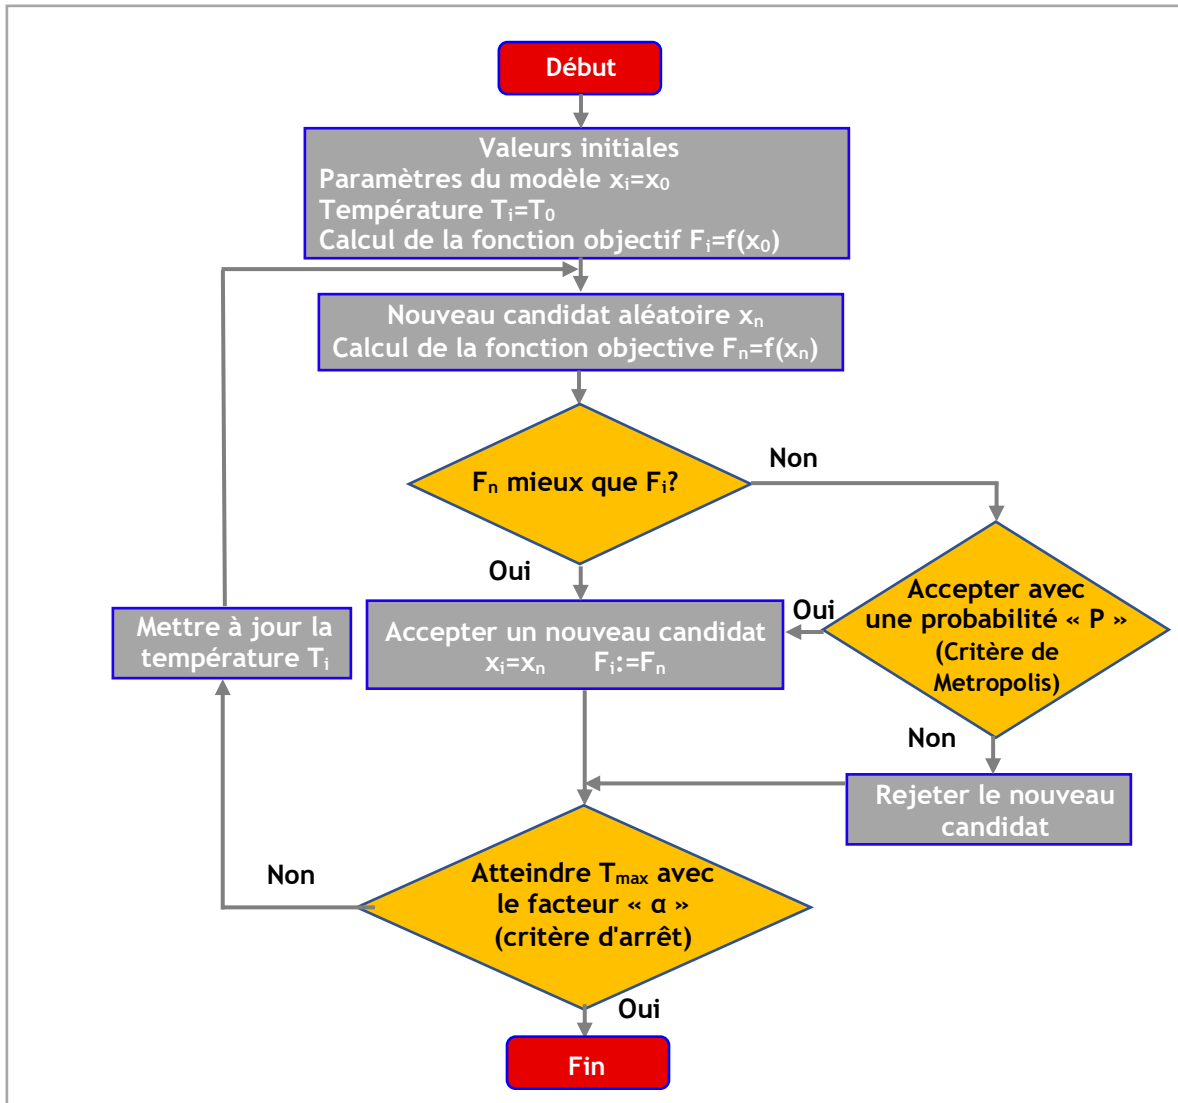 Début
Valeurs initiales
Paramètres du modèle xᵢ=x₀
Température Tᵢ=T₀
Calcul de la fonction objectif Fᵢ=f(x₀)
Nouveau candidat aléatoire xₙ
Calcul de la fonction objective Fₙ=f(xₙ)
Fₙ mieux que Fᵢ?
Non
Oui
Accepter avec
une probabilité « P »
(Critère de
Metropolis)
Oui
Accepter un nouveau candidat
xᵢ=xₙ Fᵢ:=Fₙ
Mettre à jour la
température Tᵢ
Non
Rejeter le nouveau
candidat
Atteindre Tₘₐₓ avec
le facteur « α »
(critère d'arrêt)
Non
Oui
Fin